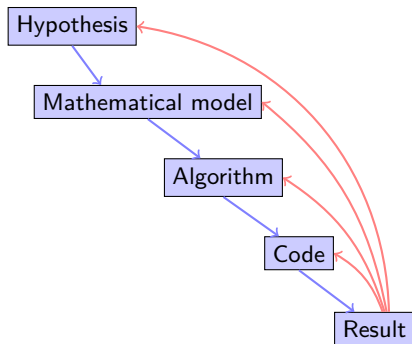 Hypothesis
Mathematical model
Algorithm
Code
Result